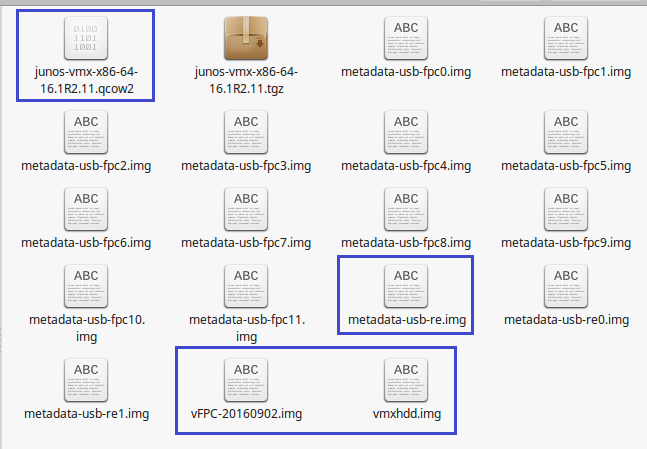 0100
1101
1001
ABC
ABC
junos-vmx-x86-64-
16.1R2.11.qcow2
junos-vmx-x86-64-
16.1R2.11.tgz
metadata-usb-fpc0.img
metadata-usb-fpc1.img
ABC
ABC
ABC
ABC
metadata-usb-fpc2.img
metadata-usb-fpc3.img
metadata-usb-fpc4.img
metadata-usb-fpc5.img
ABC
ABC
ABC
ABC
metadata-usb-fpc6.img
metadata-usb-fpc7.img
metadata-usb-fpc8.img
metadata-usb-fpc9.img
ABC
ABC
ABC
ABC
metadata-usb-fpc10.
img
metadata-usb-fpc11.
img
metadata-usb-re.img
metadata-usb-re0.img
ABC
ABC
ABC
metadata-usb-re1.img
vFPC-20160902.img
vmxhdd.img